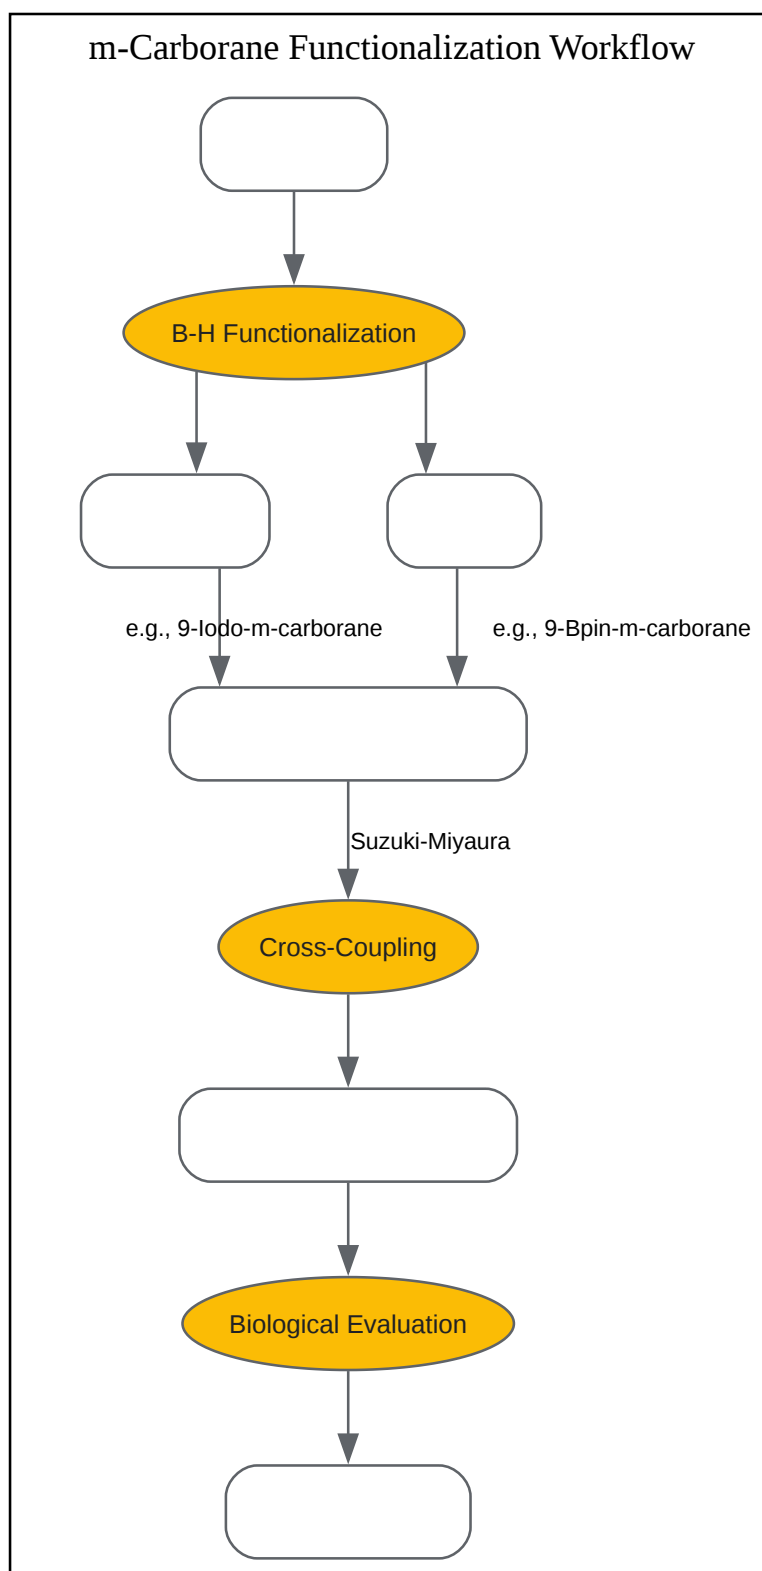 m-Carborane Functionalization Workflow
B-H Functionalization
e.g., 9-Iodo-m-carborane
e.g., 9-Bpin-m-carborane
Suzuki-Miyaura
Cross-Coupling
Biological Evaluation